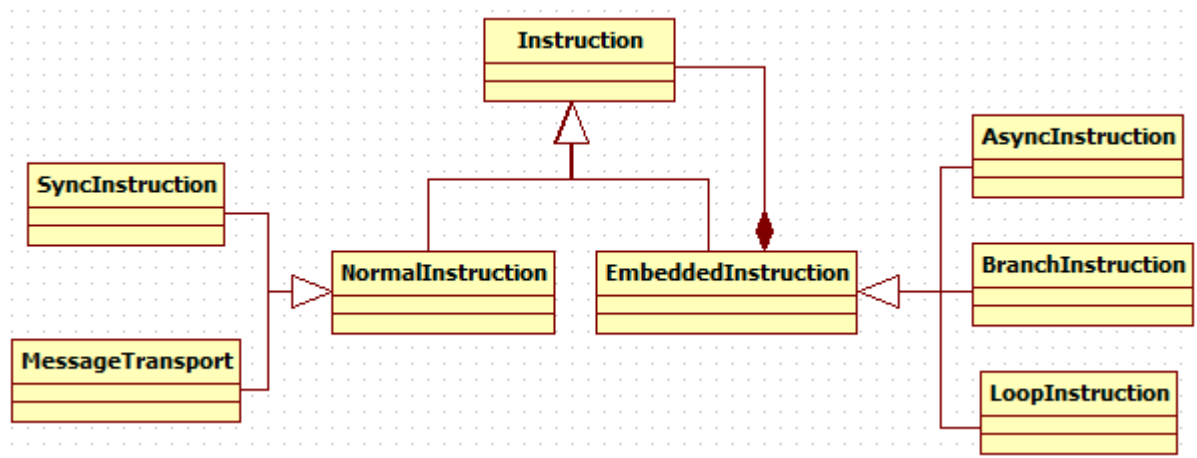 Instruction
AsyncInstruction
SyncInstruction
NormalInstruction
EmbeddedInstruction
BranchInstruction
MessageTransport
LoopInstruction